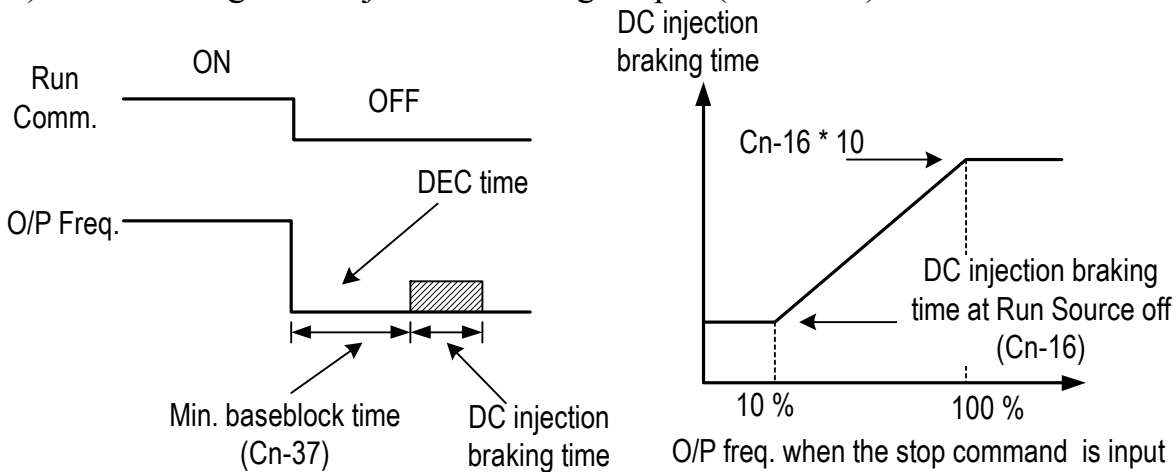 DC injection
braking time
ON
Run
Comm.
OFF
DEC time
O/P Freq.
Min. baseblock time
(Cn-37)
DC injection
braking time
Cn-16 * 10
DC injection braking
time at Run Source off
(Cn-16)
10 %
100 %
O/P freq. when the stop command is input